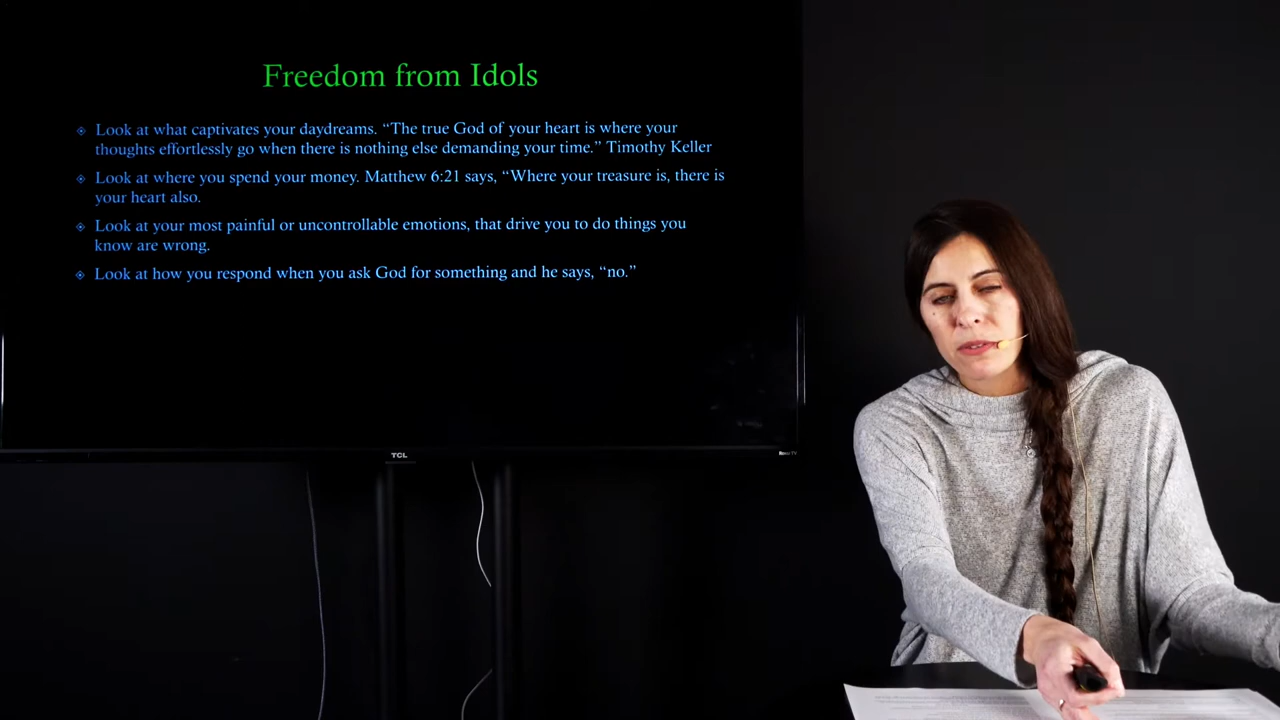 Freedom from Idols
Look at what captivates your daydreams. “The true God of your heart is where your
thoughts effortlessly go when there is nothing else demanding your time.” Timothy Keller
Look at where you spend your money. Matthew 6:21 says, “Where your treasure is, there is
your heart also.
Look at your most painful or uncontrollable emotions, that drive you to do things you
know are wrong.
Look at how you respond when you ask God for something and he says, “no.”
TCL
Roku TV